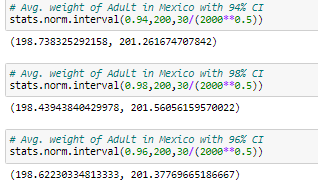 # Avg. weight of Adult in Mexico with 94% CI
stats.norm.interval(0.94,200,30/(2000**0.5))
(198.738325292158, 201.261674707842)
# Avg. weight of Adult in Mexico with 98% CI
stats.norm.interval(0.98,200,30/(2000**0.5))
(198.43943840429978, 201.56056159570022)
# Avg. weight of Adult in Mexico with 96% CI
stats.norm.interval(0.96,200,30/(2000**0.5))
(198.62230334813333, 201.37769665186667)